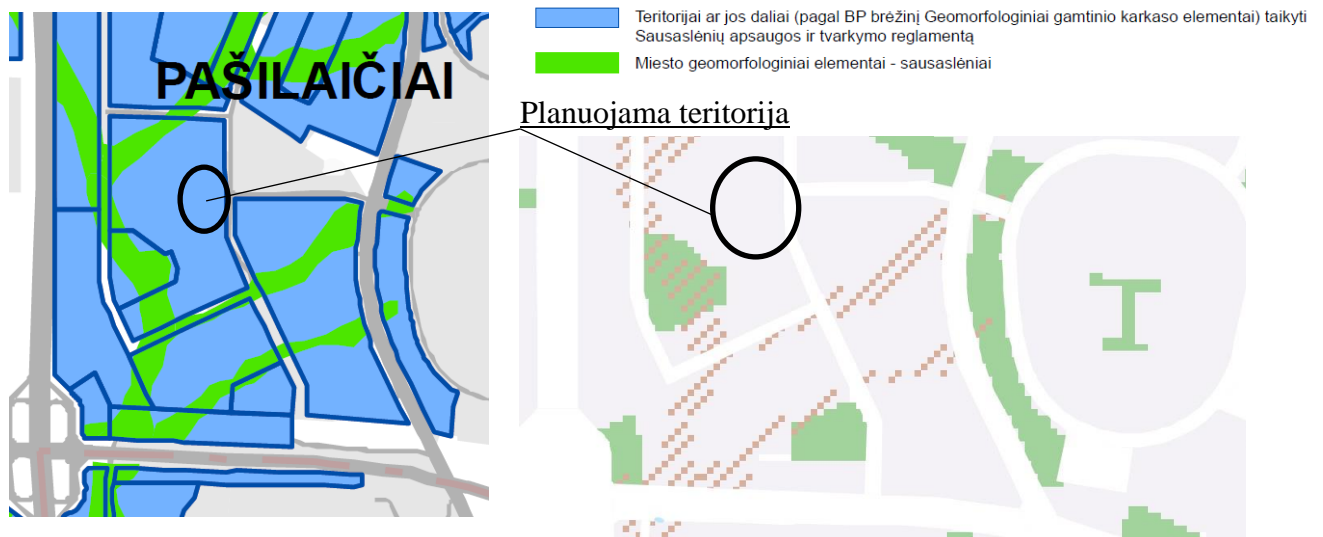 Teritorijai ar jos daliai (pagal BP brėžinį Geomorfologiniai gamtinio karkaso elementai) taikyti
Sausaslėnių apsaugos ir tvarkymo reglamentą
Miesto geomorfologiniai elementai - sausaslėniai
PAŠILAIČIAI
Planuojama teritorija